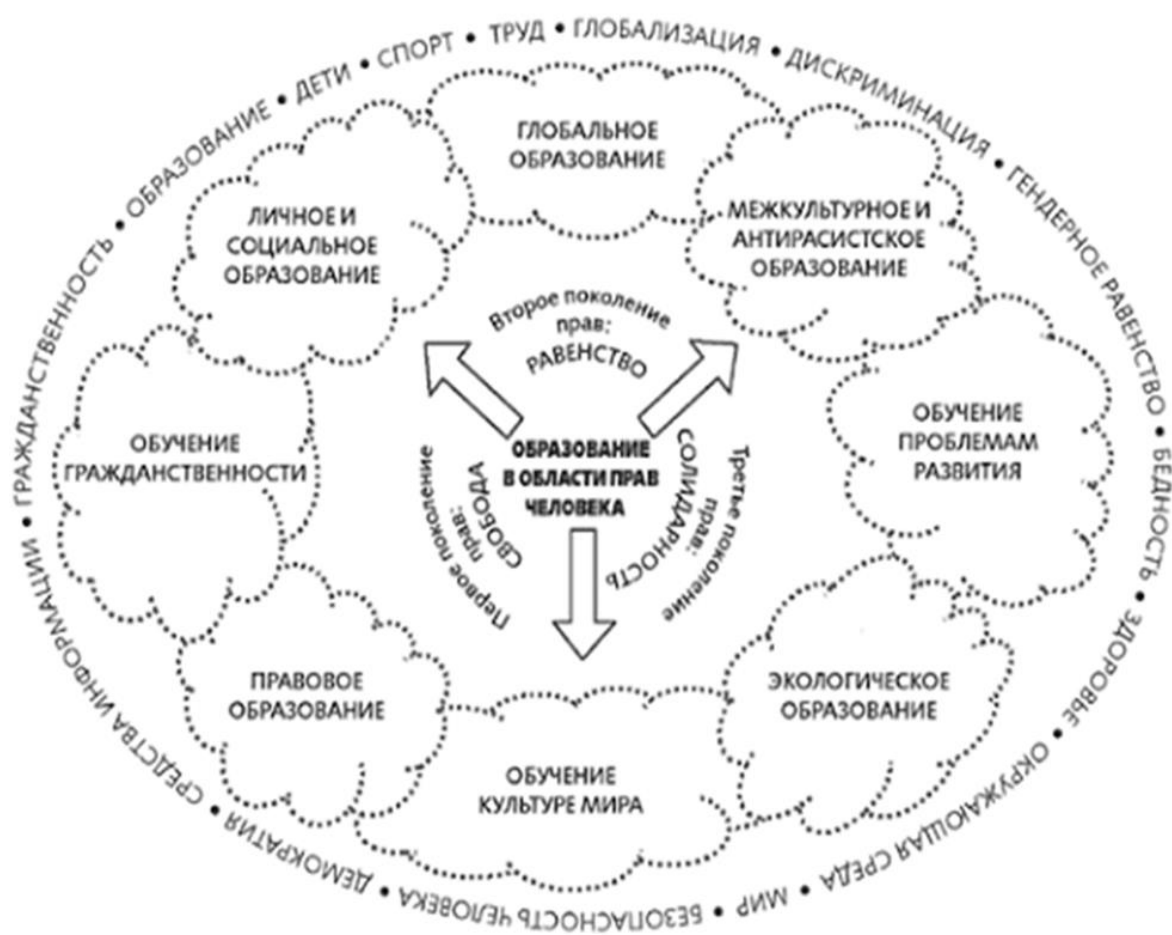 ГРАЖДАНСТВЕННОСТЬ • ОБРАЗОВАНИЕ • ДЕТИ • СПОРТ • ТРУД • ГЛОБАЛИЗАЦИЯ • ДИСКРИМИНАЦИЯ • ГЕНДЕРНОЕ РАВЕНСТВО • БЕДНОСТЬ • ЗДОРОВЬЕ • ОКРУЖАЮЩАЯ СРЕДА • МИР • БЕЗОПАСНОСТЬ ЧЕЛОВЕКА • ДЕМОКРАТИЯ • СРЕДСТВА ИНФОРМАЦИИ •
ГЛОБАЛЬНОЕ
ОБРАЗОВАНИЕ
ЛИЧНОЕ И
СОЦИАЛЬНОЕ
ОБРАЗОВАНИЕ
МЕЖКУЛЬТУРНОЕ И
АНТИРАСИСТСКОЕ
ОБРАЗОВАНИЕ
Второе поколение
прав:
РАВЕНСТВО
ОБУЧЕНИЕ
ГРАЖДАНСТВЕННОСТИ
ОБРАЗОВАНИЕ
В ОБЛАСТИ ПРАВ
ЧЕЛОВЕКА
ОБУЧЕНИЕ
ПРОБЛЕМАМ
РАЗВИТИЯ
Первое поколение
прав:
СВОБОДА
Третье поколение
прав:
СОЛИДАРНОСТЬ
ПРАВОВОЕ
ОБРАЗОВАНИЕ
ЭКОЛОГИЧЕСКОЕ
ОБРАЗОВАНИЕ
ОБУЧЕНИЕ
КУЛЬТУРЕ МИРА